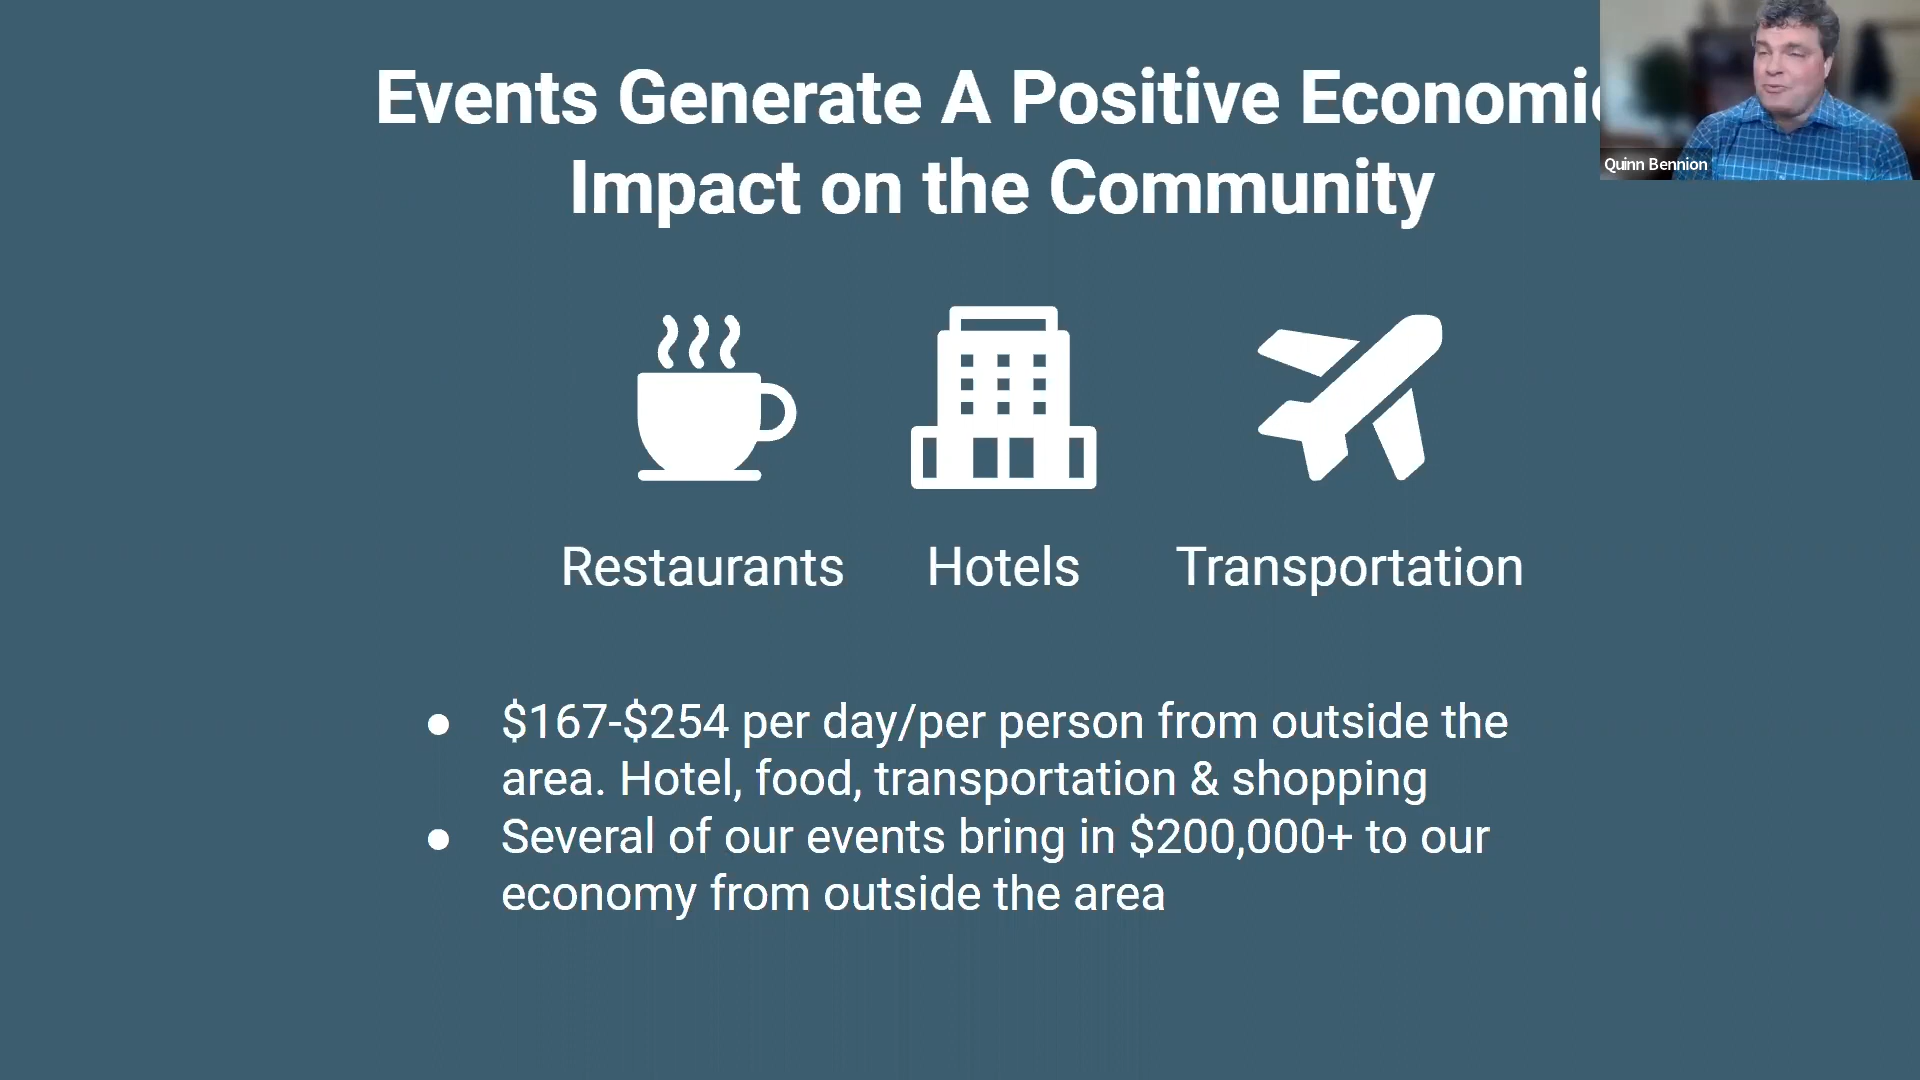 Events Generate A Positive Economic
Impact on the Community
Quinn Bennion
Restaurants Hotels Transportation
● $167-$254 per day/per person from outside the
area. Hotel, food, transportation & shopping
● Several of our events bring in $200,000+ to our
economy from outside the area